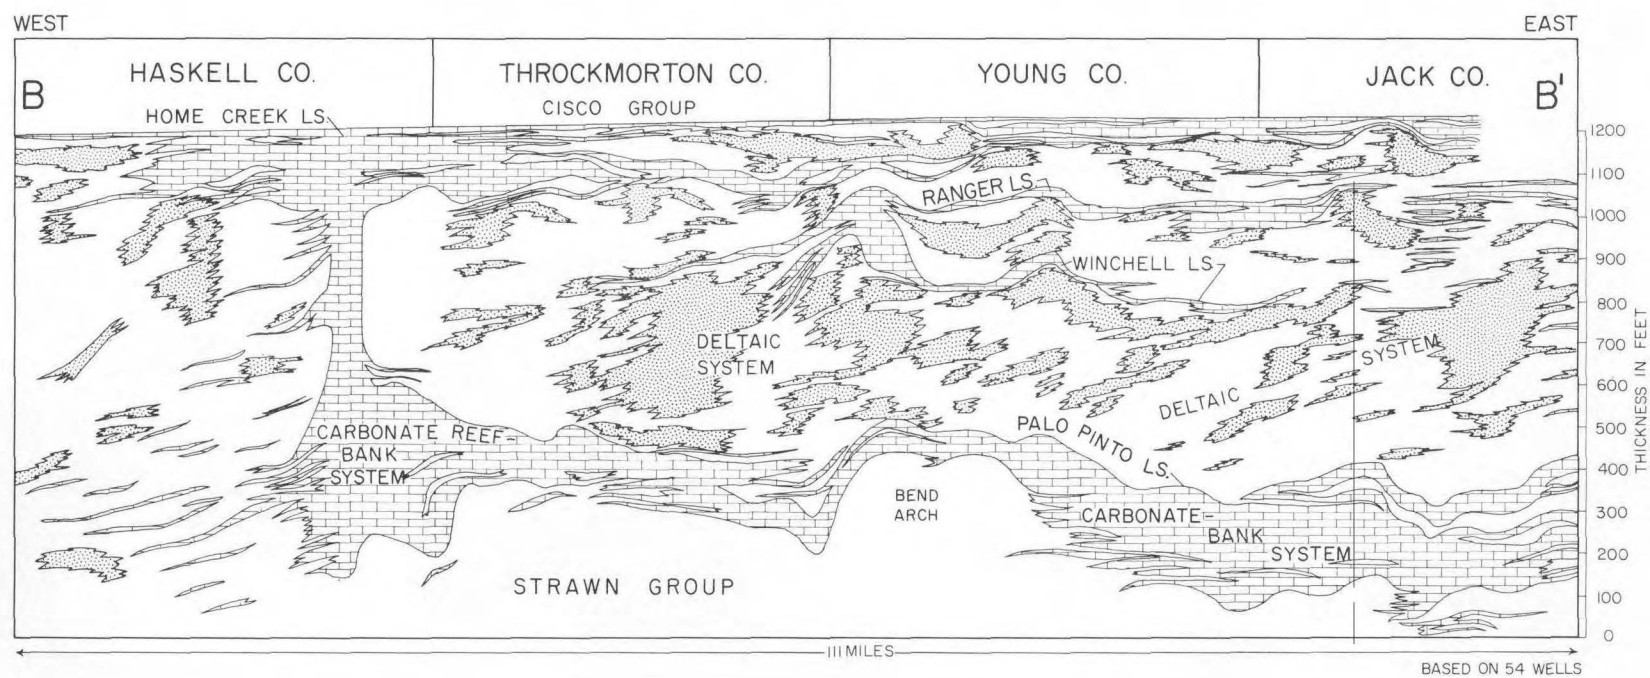 WEST
EAST
HASKELL CO.
THROCKMORTON CO.
YOUNG CO.
JACK CO.
B
B'
HOME CREEK LS.
CISCO GROUP
1200
1100
1000
900
800
700
600
500
400
300
200
100
0
THICKNESS IN FEET
RANGER LS.
WINCHELL LS.
DELTAIC
SYSTEM
DELTAIC
SYSTEM
PALO PINTO LS.
CARBONATE REEF-
BANK
SYSTEM
BEND
ARCH
CARBONATE-
BANK
SYSTEM
STRAWN GROUP
111 MILES
BASED ON 54 WELLS